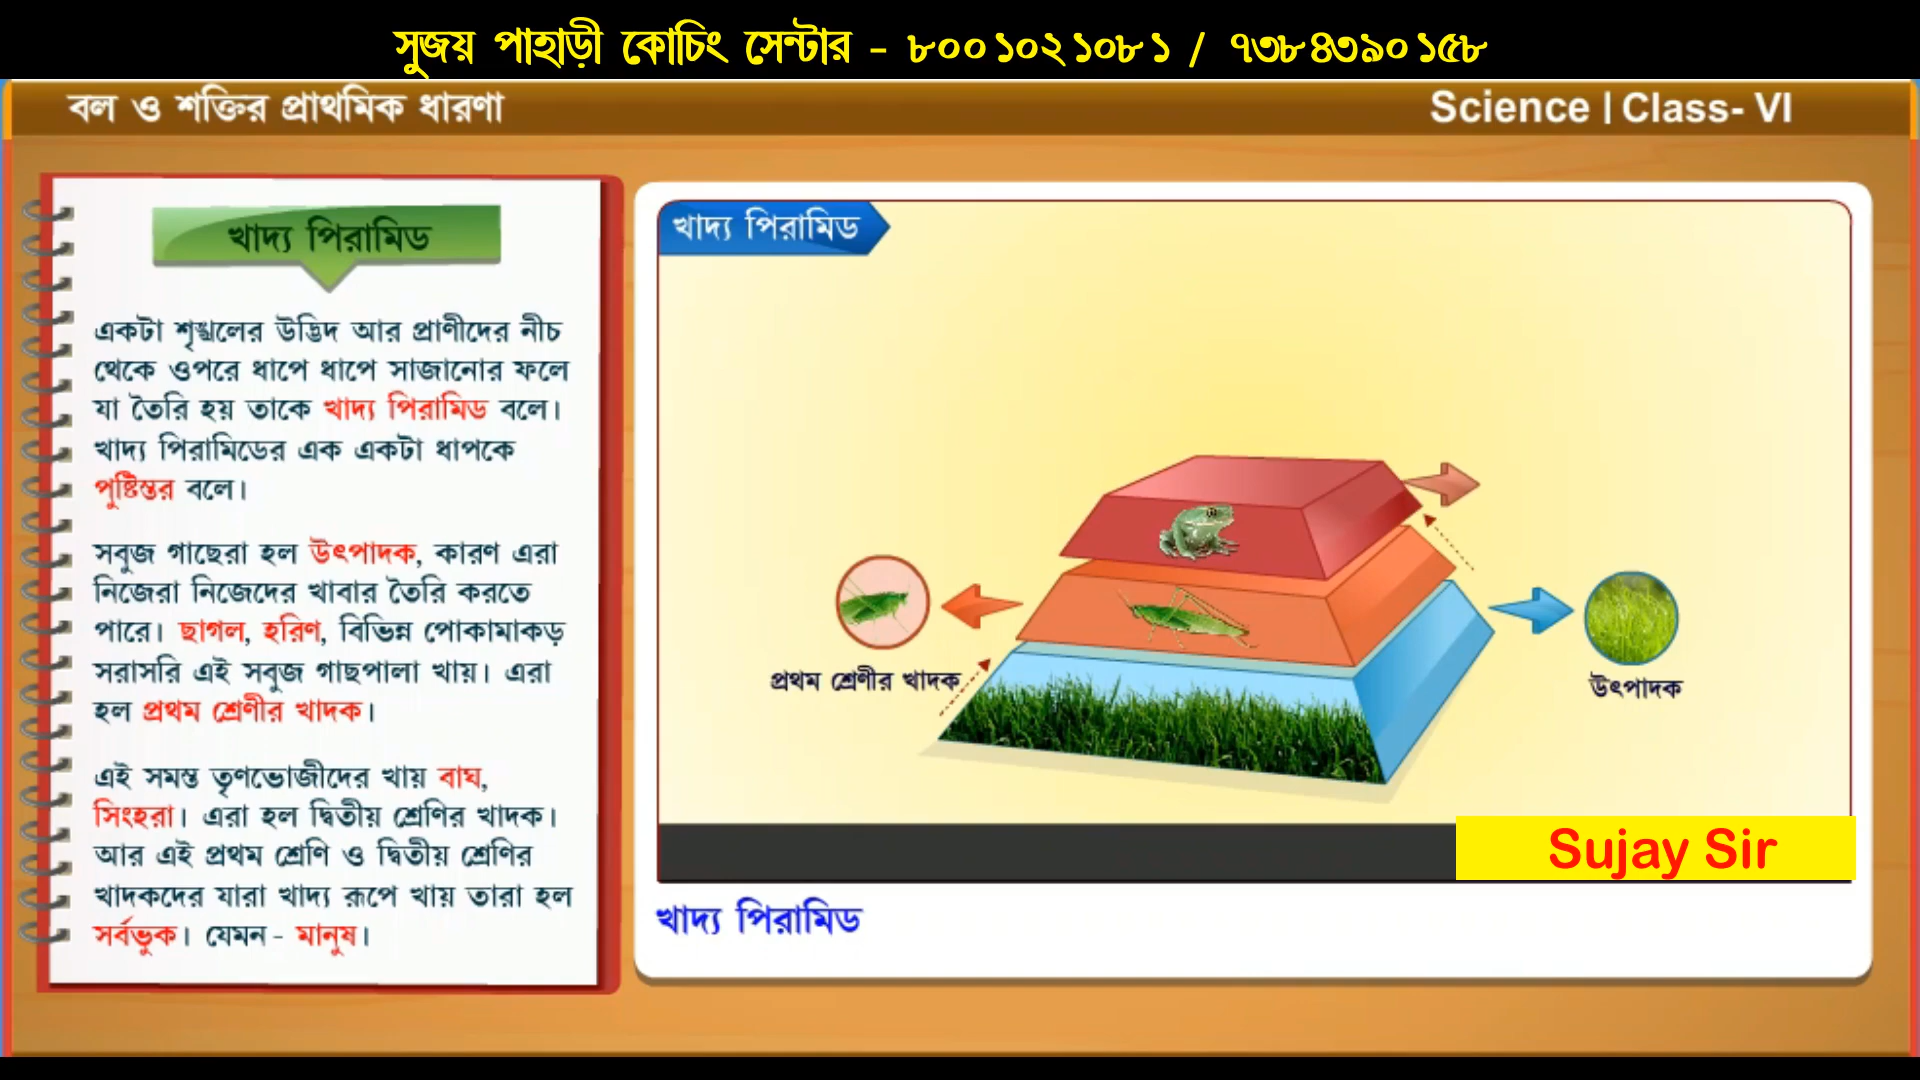 সুজয় পাহাড়ী কোচিং সেন্টার - ৮০০১০২১০৮১ / ৭৩৮৪৩৯০১৫৮
বল ও শক্তির প্রাথমিক ধারণা
Science | Class- VI
খাদ্য পিরামিড
একটা শৃঙ্খলের উদ্ভিদ আর প্রাণীদের নীচ
থেকে ওপরে ধাপে ধাপে সাজানোর ফলে
যা তৈরি হয় তাকে খাদ্য পিরামিড বলে।
খাদ্য পিরামিডের এক একটা ধাপকে
পুষ্টিস্তর বলে।
সবুজ গাছেরা হল উৎপাদক, কারণ এরা
নিজেরা নিজেদের খাবার তৈরি করতে
পারে। ছাগল, হরিণ, বিভিন্ন পোকামাকড়
সরাসরি এই সবুজ গাছপালা খায়। এরা
হল প্রথম শ্রেণীর খাদক।
এই সমস্ত তৃণভোজীদের খায় বাঘ,
সিংহরা। এরা হল দ্বিতীয় শ্রেণির খাদক।
আর এই প্রথম শ্রেণি ও দ্বিতীয় শ্রেণির
খাদকদের যারা খাদ্য রূপে খায় তারা হল
সর্বভুক। যেমন - মানুষ।
খাদ্য পিরামিড
প্রথম শ্রেণীর খাদক
উৎপাদক
Sujay Sir
খাদ্য পিরামিড